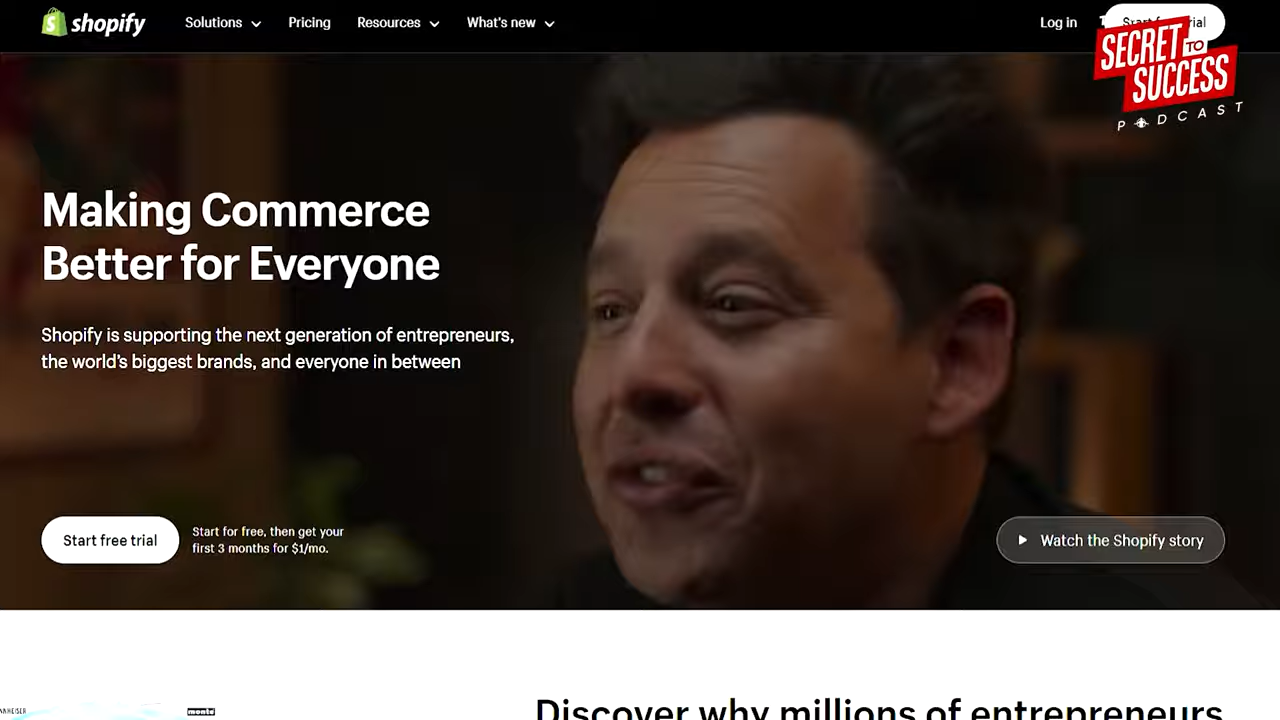 shopify
Solutions
Pricing
Resources
What's new
Log in
SECRET
TO
SUCCESS
PODCAST
Making Commerce
Better for Everyone
Shopify is supporting the next generation of entrepreneurs,
the world's biggest brands, and everyone in between
Start free trial
Start for free, then get your
first 3 months for $1/mo.
Watch the Shopify story
Discover why millions of entrepreneurs